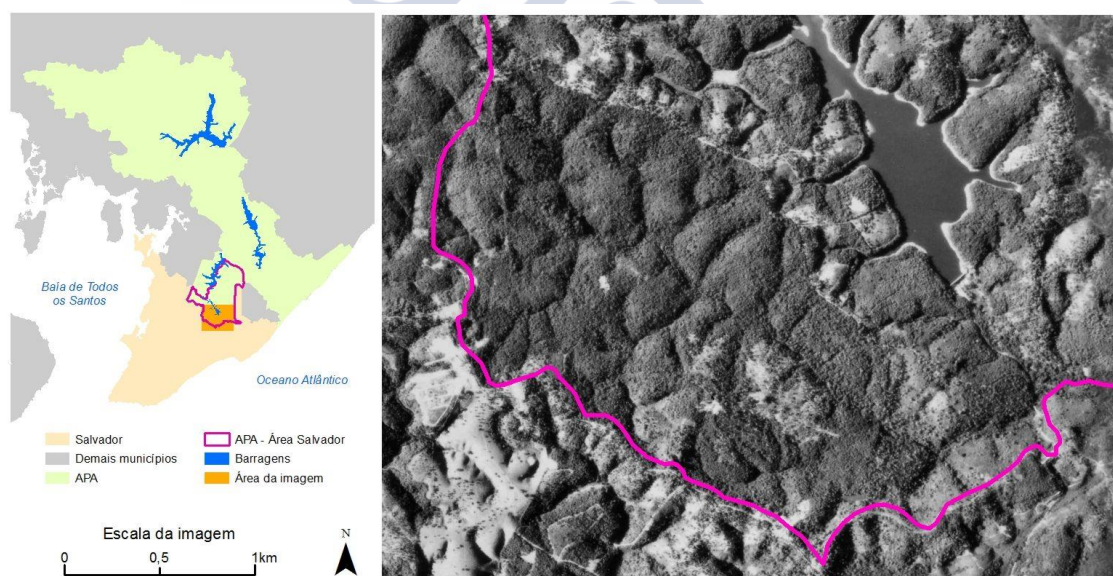 Baía de Todos
os Santos
Oceano Atlântico
Salvador
APA - Área Salvador
Demais municípios
Barragens
APA
Área da imagem
Escala da imagem
N
0
0,5
1km